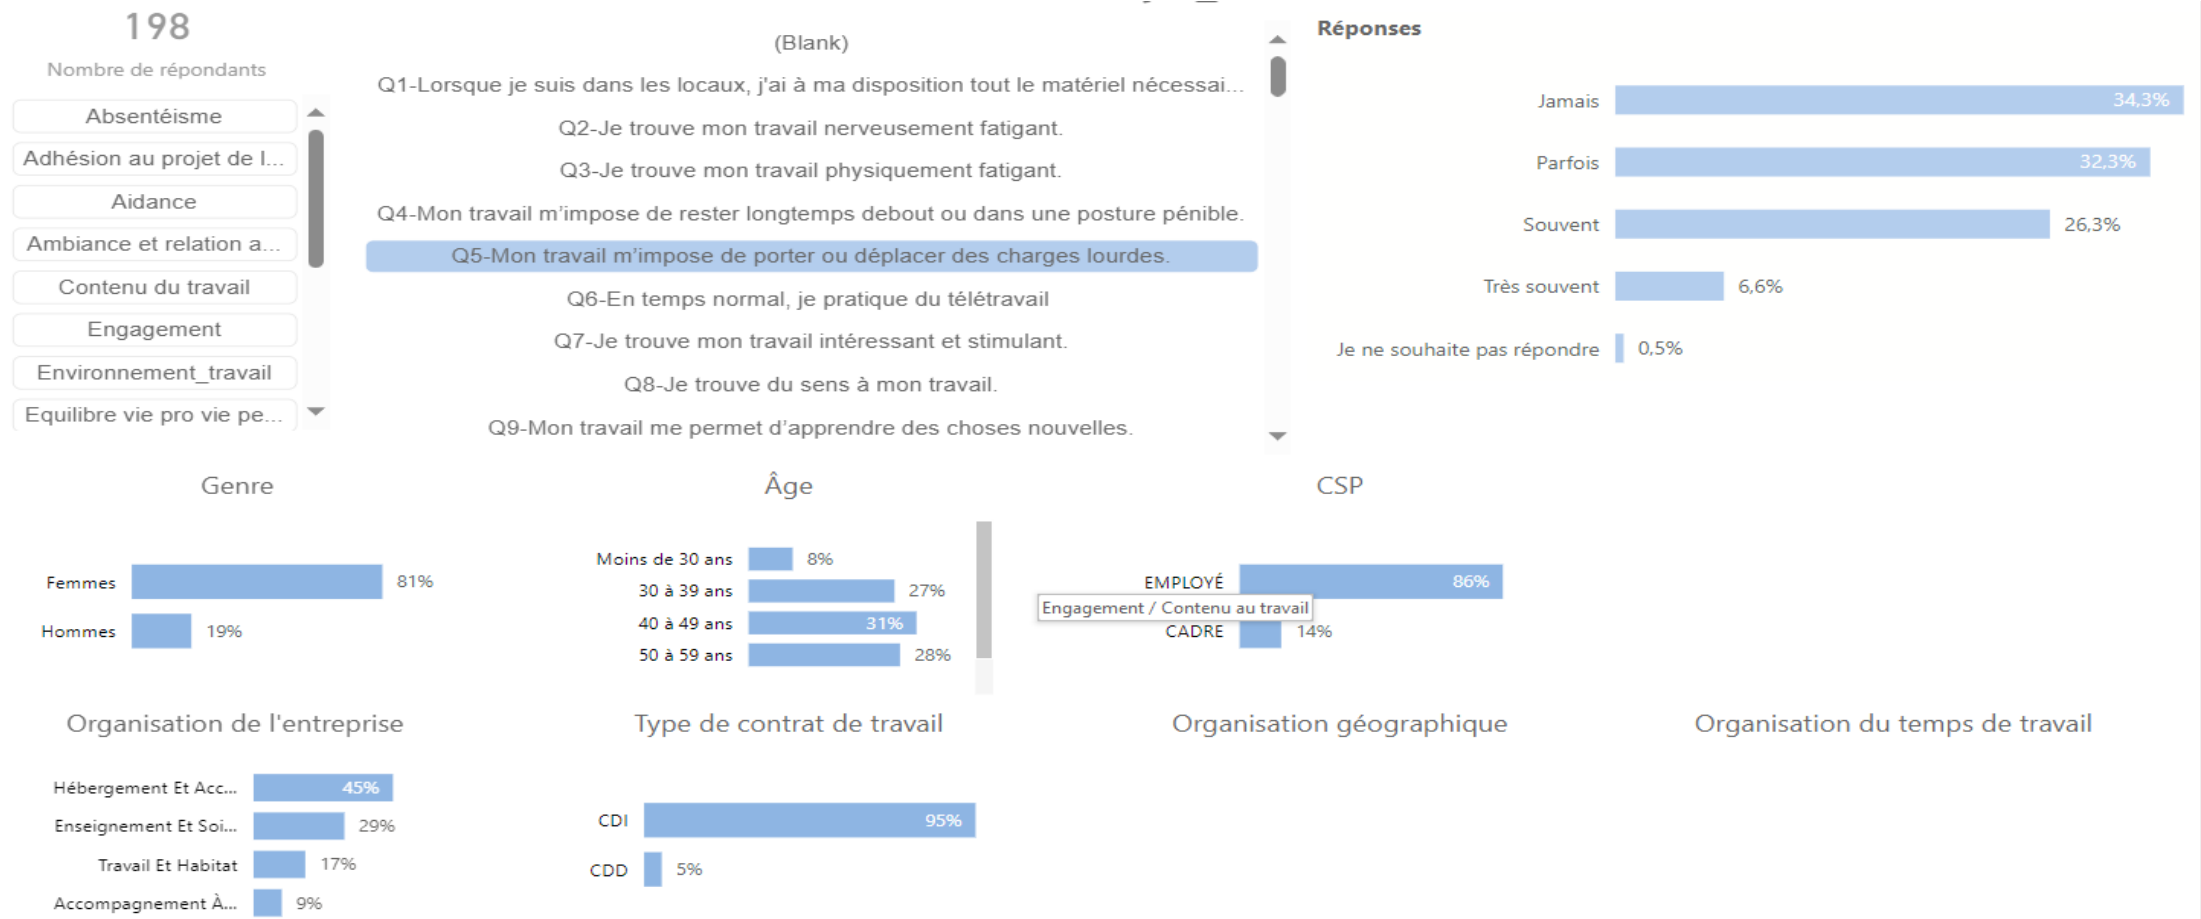 198
Nombre de répondants
Absentéisme
Adhésion au projet de l...
Aidance
Ambiance et relation a...
Contenu du travail
Engagement
Environnement_travail
Equilibre vie pro vie pe...
(Blank)
Q1-Lorsque je suis dans les locaux, j'ai à ma disposition tout le matériel nécessai...
Q2-Je trouve mon travail nerveusement fatigant.
Q3-Je trouve mon travail physiquement fatigant.
Q4-Mon travail m'impose de rester longtemps debout ou dans une posture pénible.
Q5-Mon travail m'impose de porter ou déplacer des charges lourdes.
Q6-En temps normal, je pratique du télétravail
Q7-Je trouve mon travail intéressant et stimulant.
Q8-Je trouve du sens à mon travail.
Q9-Mon travail me permet d'apprendre des choses nouvelles.
Réponses
Jamais 34,3%
Parfois 32,3%
Souvent 26,3%
Très souvent 6,6%
Je ne souhaite pas répondre 0,5%
Genre
Femmes 81%
Hommes 19%
Âge
Moins de 30 ans 8%
30 à 39 ans 27%
40 à 49 ans 31%
50 à 59 ans 28%
CSP
EMPLOYÉ 86%
Engagement / Contenu au travail
CADRE 14%
Organisation de l'entreprise
Hébergement Et Acc... 45%
Enseignement Et Soi... 29%
Travail Et Habitat 17%
Accompagnement À... 9%
Type de contrat de travail
CDI 95%
CDD 5%
Organisation géographique
Organisation du temps de travail